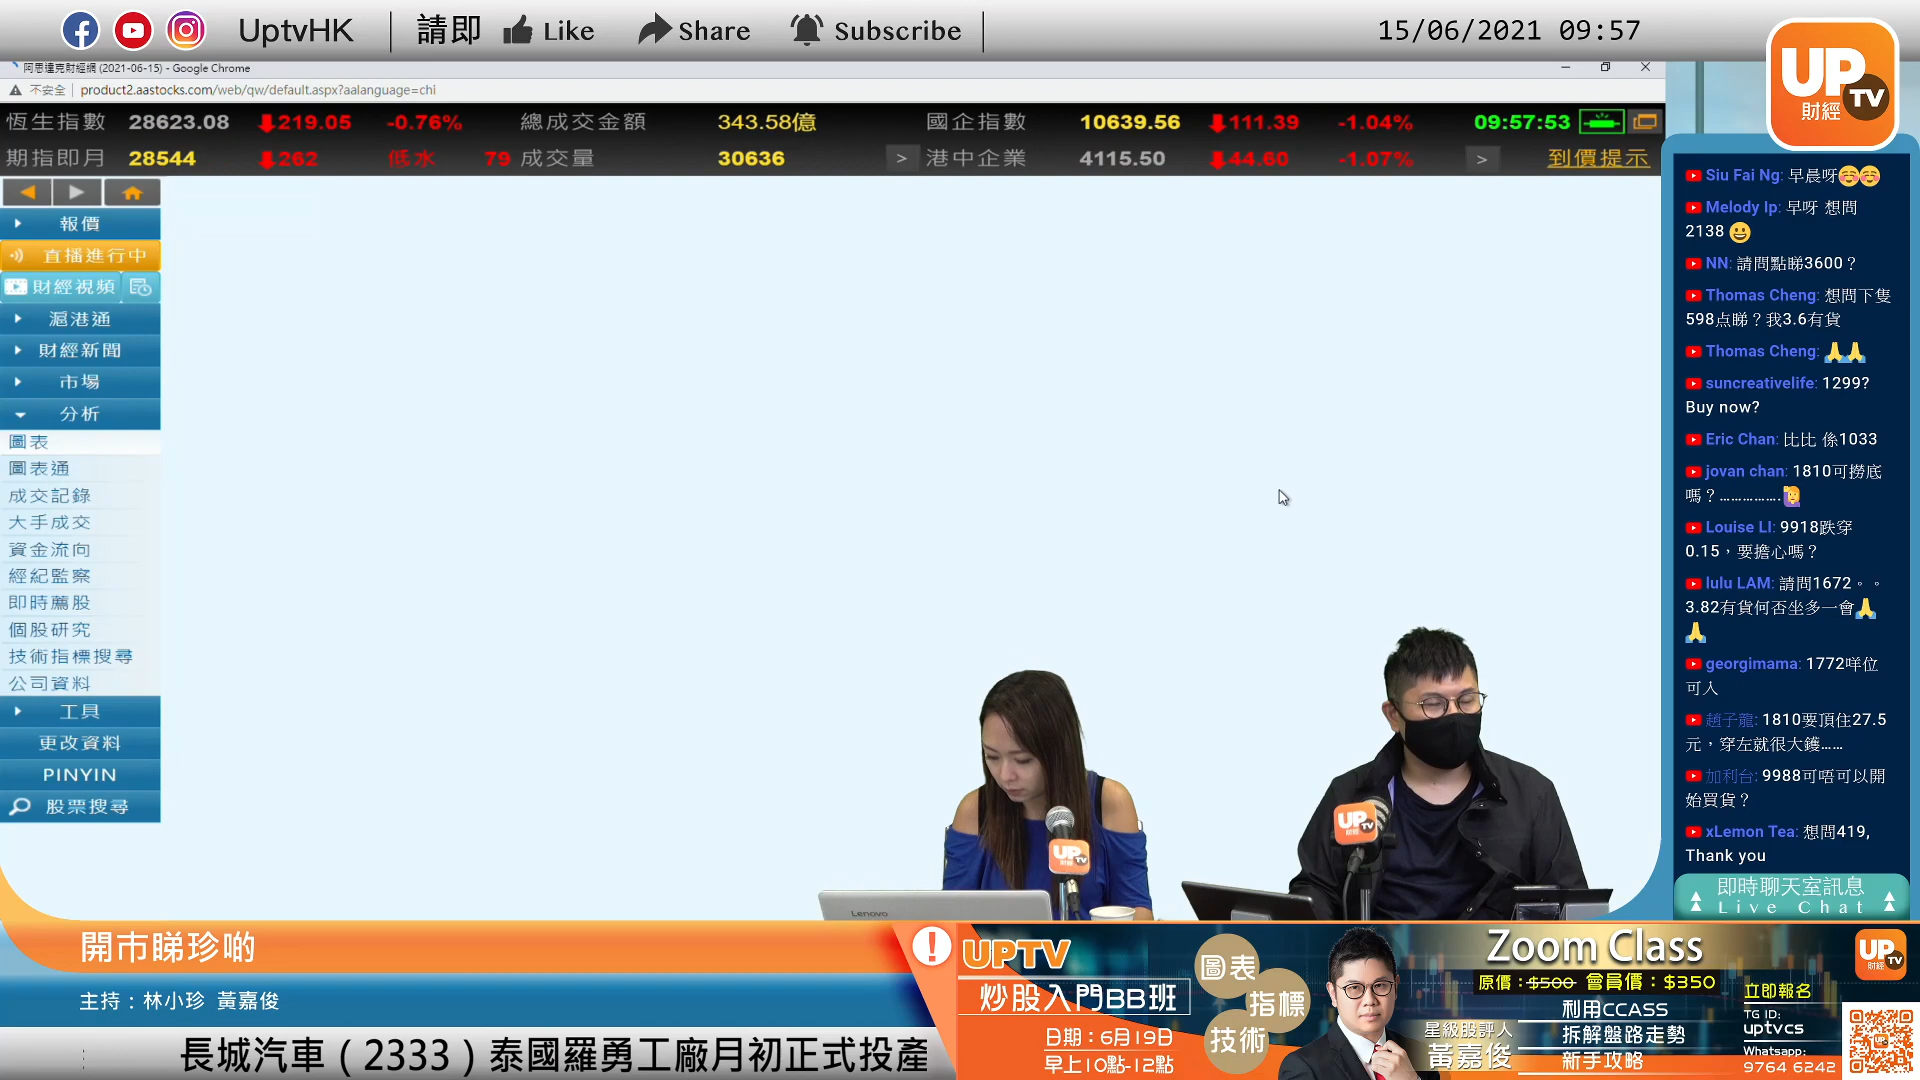 UptvHK 請即 Like Share Subscribe 15/06/2021 09:57
UP TV 財經
阿思達克財經網 (2021-06-15) - Google Chrome
不安全 product2.aastocks.com/web/qw/default.aspx?aalanguage=chi
恆生指數 28623.08 219.05 -0.76% 總成交金額 343.58億 國企指數 10639.56 111.39 -1.04% 09:57:53
期指即月 28544 262 低水 79 成交量 30636 > 港中企業 4115.50 44.60 -1.07% > 到價提示
報價
直播進行中
財經視頻
滬港通
財經新聞
市場
分析
圖表
圖表通
成交記錄
大手成交
資金流向
經紀監察
即時薦股
個股研究
技術指標搜尋
公司資料
工具
更改資料
PINYIN
股票搜尋
Siu Fai Ng: 早晨呀☺️☺️
Melody Ip: 早呀 想問
2138 😀
NN: 請問點睇3600？
Thomas Cheng: 想問下隻
598点睇？我3.6有貨
Thomas Cheng: 🙏🙏
suncreativelife: 1299?
Buy now?
Eric Chan: 比比 係1033
jovan chan: 1810可撈底
嗎？……………🙋
Louise LI: 9918跌穿
0.15，要擔心嗎？
lulu LAM: 請問1672。。
3.82有貨何否坐多一會🙏
🙏
georgimama: 1772咩位
可入
趙子龍: 1810要頂住27.5
元，穿左就很大鑊……
加利台: 9988可唔可以開
始買貨？
xLemon Tea: 想問419,
Thank you
即時聊天室訊息
Live Chat
Lenovo
UP TV 財經
UP TV
開市睇珍啲
主持：林小珍 黃嘉俊
長城汽車（2333）泰國羅勇工廠月初正式投產
UPTV
炒股入門BB班
日期：6月19日
早上10點-12點
圖表
指標
技術
Zoom Class
原價：$500 會員價：$350
利用CCASS
拆解盤路走勢
新手攻略
星級股評人
黃嘉俊
立即報名
TG ID:
uptvcs
Whatsapp:
9764 6242
UP TV 財經